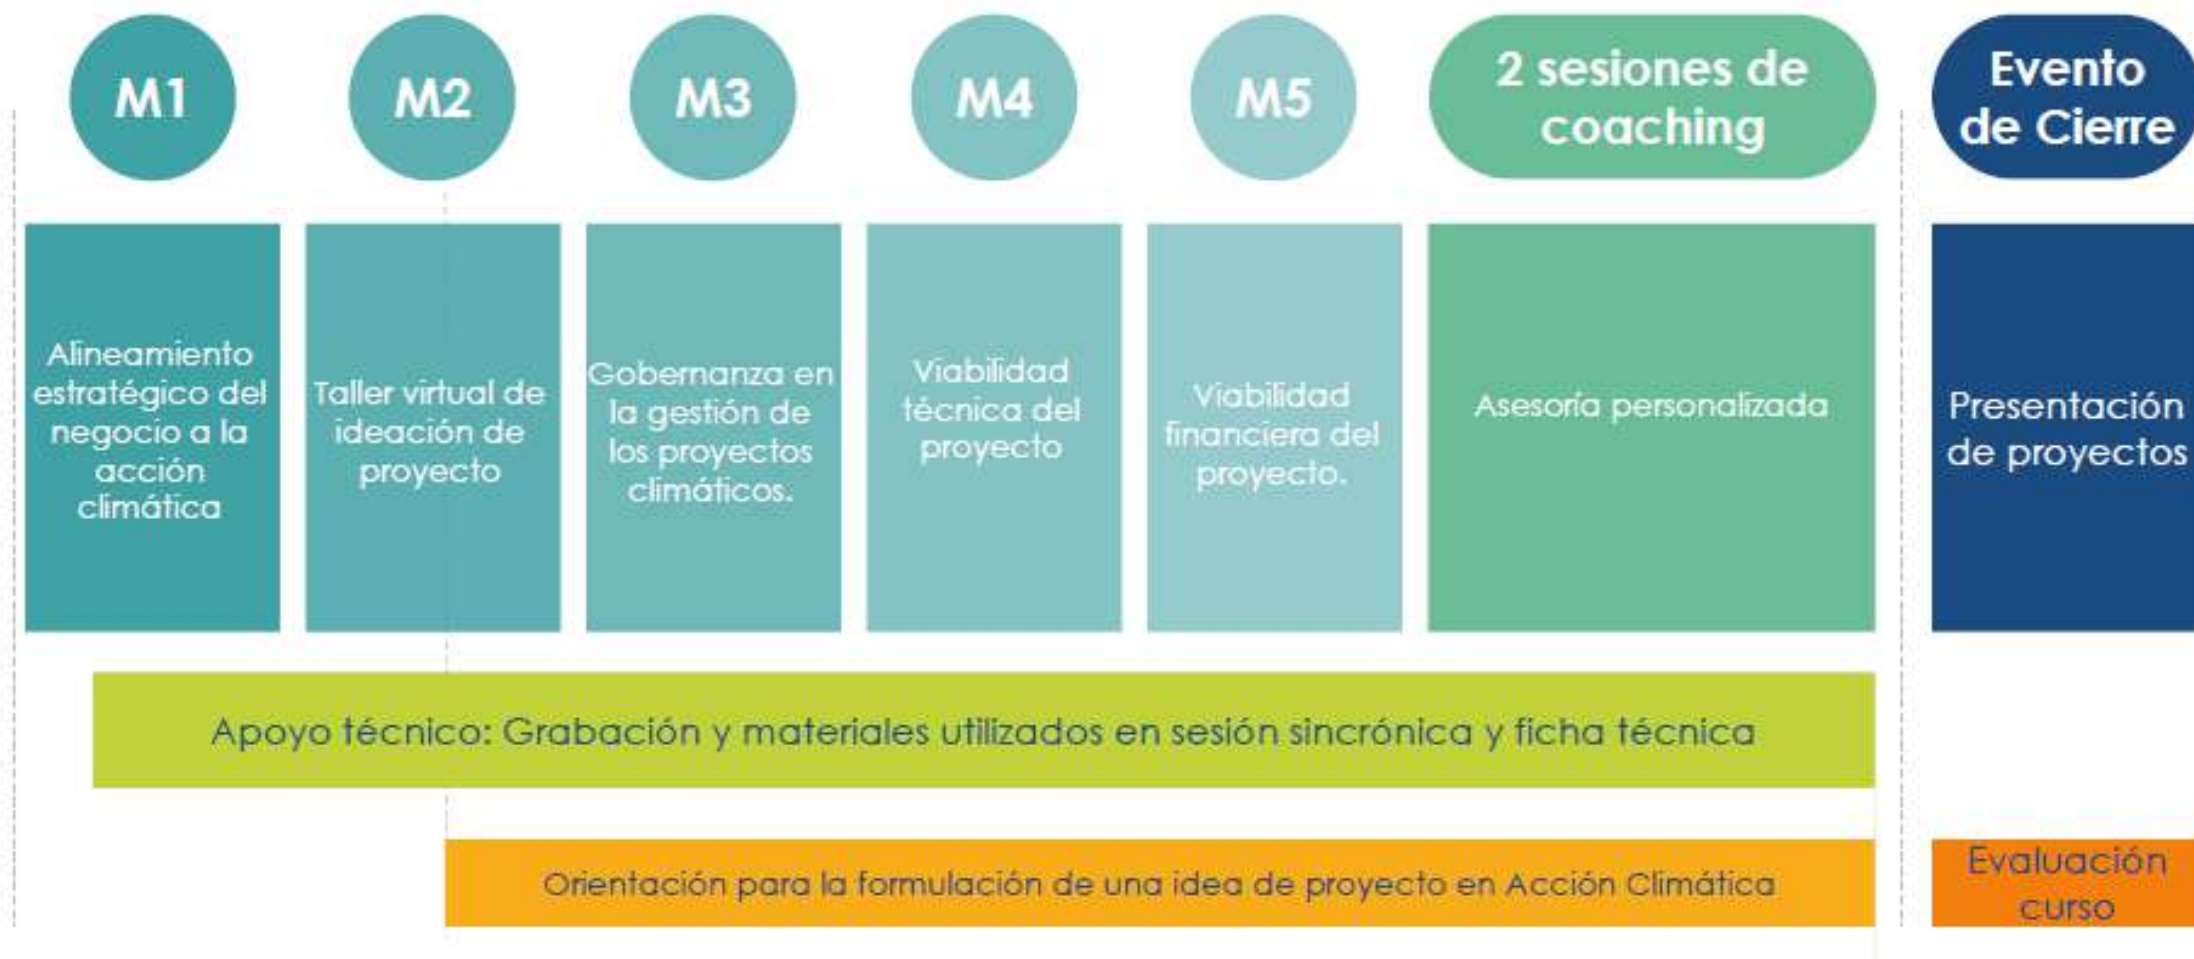 M1
M2
M3
M4
M5
2 sesiones de
coaching
Evento
de Cierre
Alineamiento
estratégico del
negocio a la
acción
climática
Taller virtual de
ideación de
proyecto
Gobernanza en
la gestión de
los proyectos
climáticos.
Viabilidad
técnica del
proyecto
Viabilidad
financiera del
proyecto.
Asesoría personalizada
Presentación
de proyectos
Apoyo técnico: Grabación y materiales utilizados en sesión sincrónica y ficha técnica
Orientación para la formulación de una idea de proyecto en Acción Climática
Evaluación
curso